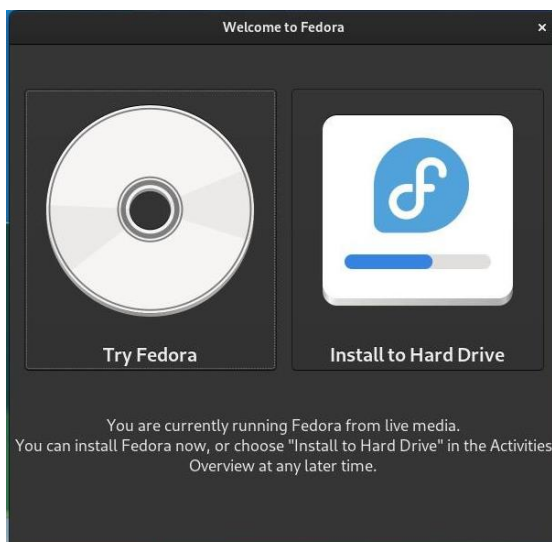 Welcome to Fedora
Try Fedora
Install to Hard Drive
You are currently running Fedora from live media.
You can install Fedora now, or choose "Install to Hard Drive" in the Activities
Overview at any later time.